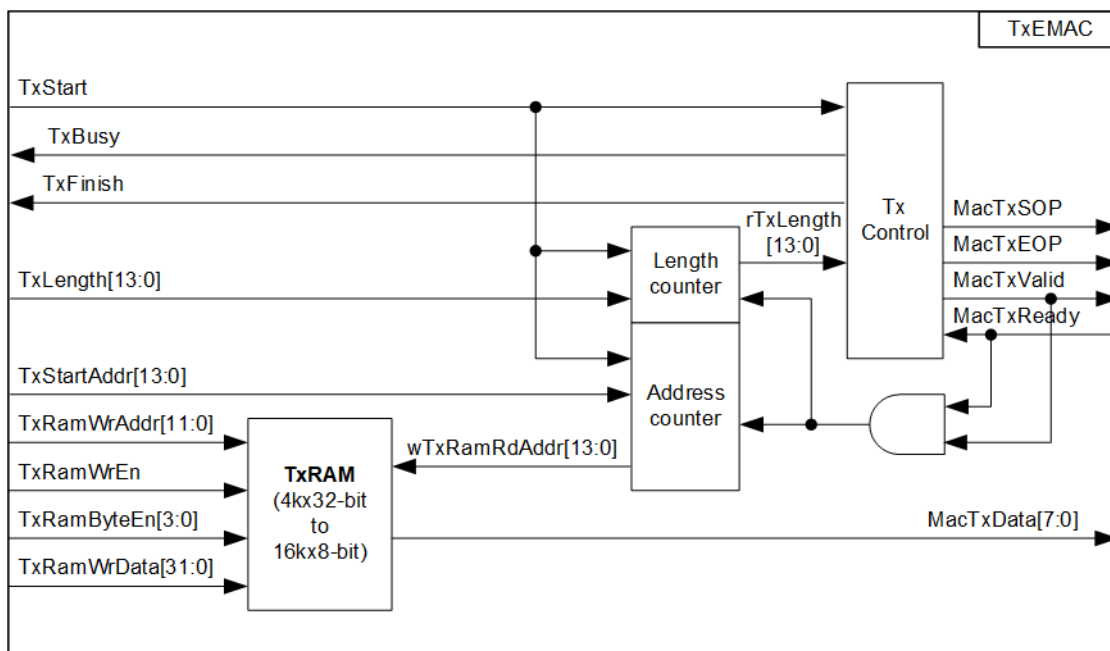 TxEMAC
TxStart
TxBusy
TxFinish
Tx
Control
MacTxSOP
rTxLength
[13:0]
MacTxEOP
Length
counter
TxLength[13:0]
MacTxValid
MacTxReady
TxStartAddr[13:0]
Address
counter
TxRamWrAddr[11:0]
wTxRamRdAddr[13:0]
TxRamWrEn
TxRAM
(4kx32-bit
to
16kx8-bit)
TxRamByteEn[3:0]
MacTxData[7:0]
TxRamWrData[31:0]